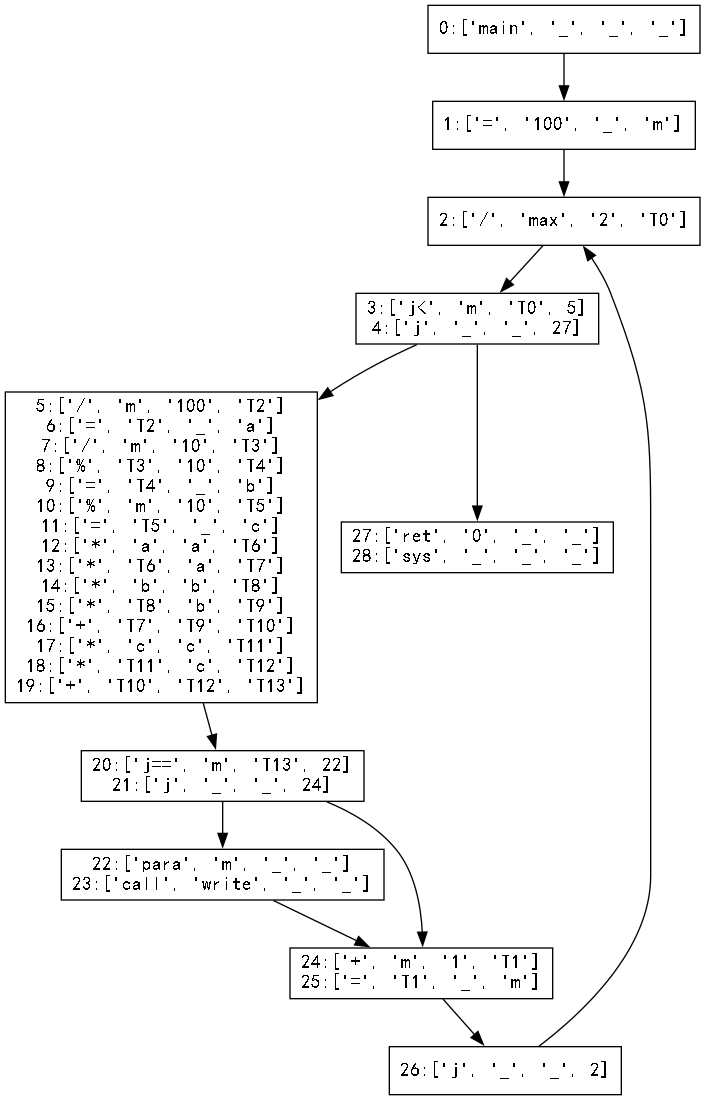 0:['main', '_', '_', '_']
1:['=', '100', '_', 'm']
2:['/', 'max', '2', 'T0']
3:['j<', 'm', 'T0', 5]
4:['j', '_', '_', 27]
5:['/', 'm', '100', 'T2']
6:['=', 'T2', '_', 'a']
7:['/', 'm', '10', 'T3']
8:['%', 'T3', '10', 'T4']
9:['=', 'T4', '_', 'b']
10:['%', 'm', '10', 'T5']
11:['=', 'T5', '_', 'c']
12:['*', 'a', 'a', 'T6']
13:['*', 'T6', 'a', 'T7']
14:['*', 'b', 'b', 'T8']
15:['*', 'T8', 'b', 'T9']
16:['+', 'T7', 'T9', 'T10']
17:['*', 'c', 'c', 'T11']
18:['*', 'T11', 'c', 'T12']
19:['+', 'T10', 'T12', 'T13']
27:['ret', '0', '_', '_']
28:['sys', '_', '_', '_']
20:['j==', 'm', 'T13', 22]
21:['j', '_', '_', 24]
22:['para', 'm', '_', '_']
23:['call', 'write', '_', '_']
24:['+', 'm', '1', 'T1']
25:['=', 'T1', '_', 'm']
26:['j', '_', '_', 2]